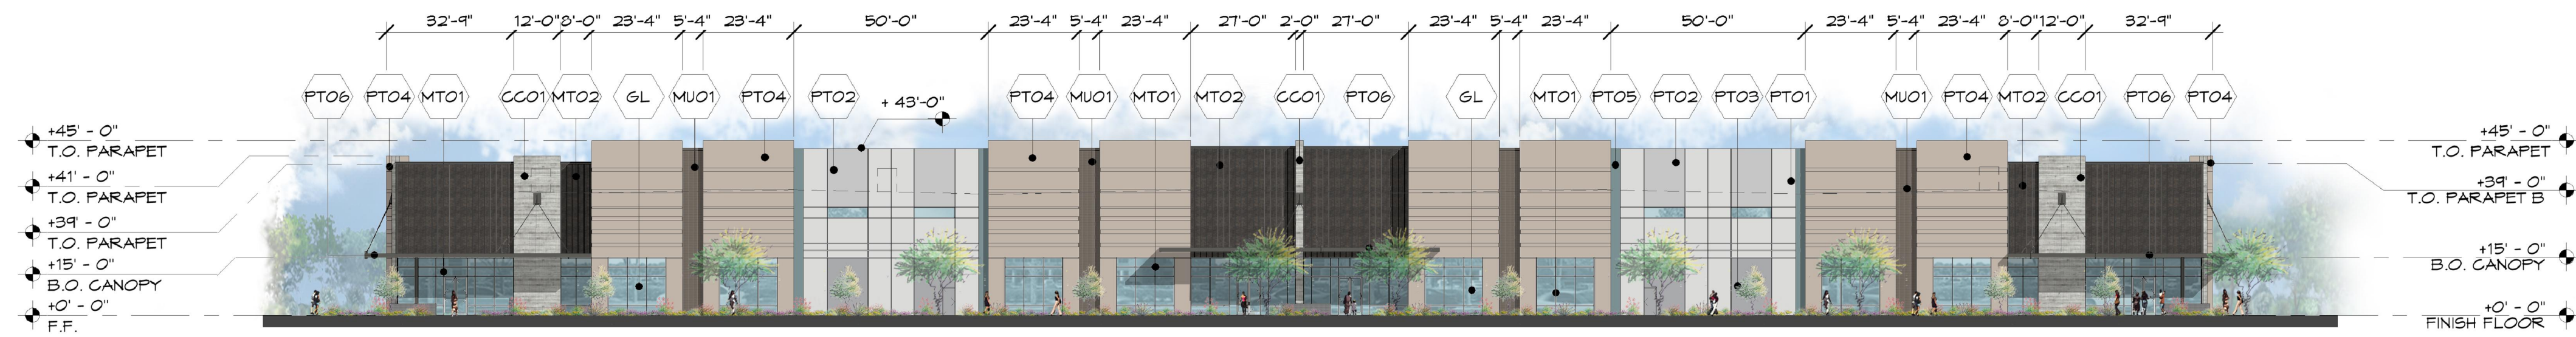 32'-9" 12'-0" 8'-0" 23'-4" 5'-4" 23'-4" 50'-0" 23'-4" 5'-4" 23'-4" 27'-0" 2'-0" 27'-0" 23'-4" 5'-4" 23'-4" 50'-0" 23'-4" 5'-4" 23'-4" 8'-0" 12'-0" 32'-9"
PT06 PT04 MT01 CC01 MT02 GL MU01 PT04 PT02 PT04 MU01 MT01 MT02 CC01 PT06 GL MT01 PT05 PT02 PT03 PT01 MU01 PT04 MT02 CC01 PT06 PT04
+ 43'-0"
+45' - 0"
T.O. PARAPET
+41' - 0"
T.O. PARAPET
+39' - 0"
T.O. PARAPET
+15' - 0"
B.O. CANOPY
+0' - 0"
F.F.
+45' - 0"
T.O. PARAPET
+39' - 0"
T.O. PARAPET B
+15' - 0"
B.O. CANOPY
+0' - 0"
FINISH FLOOR